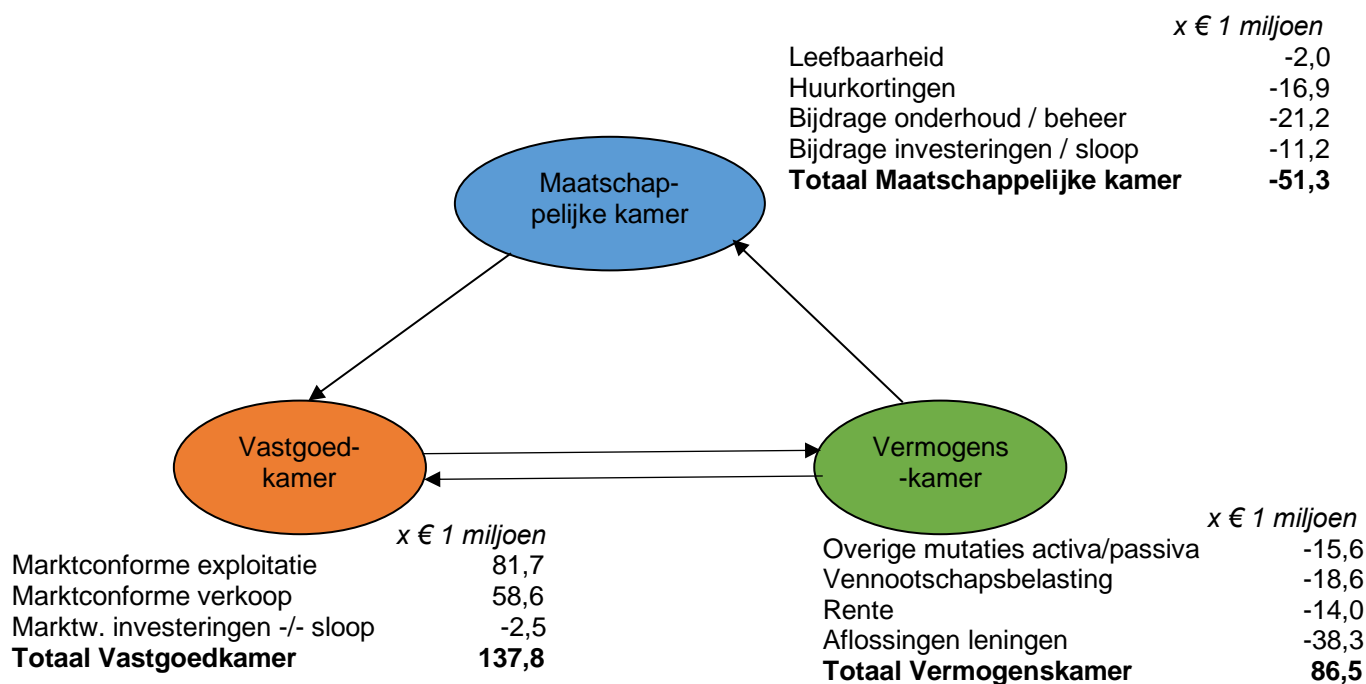 x € 1 miljoen
Leefbaarheid -2,0
Huurkortingen -16,9
Bijdrage onderhoud / beheer -21,2
Bijdrage investeringen / sloop -11,2
Totaal Maatschappelijke kamer -51,3
Maatschap-
pelijke kamer
Vastgoed-
kamer
Vermogens
-kamer
x € 1 miljoen
Marktconforme exploitatie 81,7
Marktconforme verkoop 58,6
Marktw. investeringen -/- sloop -2,5
Totaal Vastgoedkamer 137,8
x € 1 miljoen
Overige mutaties activa/passiva -15,6
Vennootschapsbelasting -18,6
Rente -14,0
Aflossingen leningen -38,3
Totaal Vermogenskamer 86,5